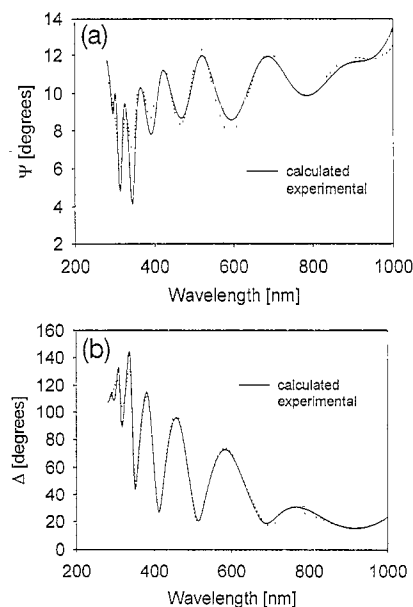 (a)
14
12
10
8
6
4
2
Ψ [degrees]
calculated
experimental
200 400 600 800 1000
Wavelength [nm]
(b)
160
140
120
100
80
60
40
20
0
Δ [degrees]
calculated
experimental
200 400 600 800 1000
Wavelength [nm]